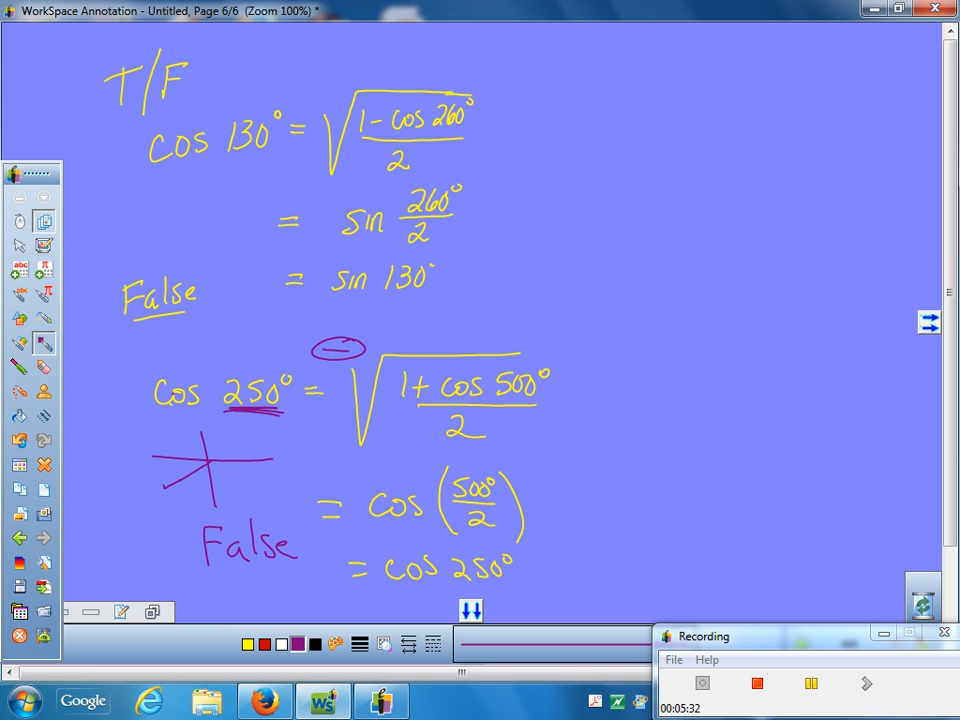 WorkSpace Annotation - Untitled, Page 6/6 (Zoom 100%) *
T/F
cos 130° = √((1 - cos 260°)/2)
= sin 260°/2
= sin 130°
False
−
cos 250° = √((1 + cos 500°)/2)
= cos (500°/2)
= cos 250°
False
Recording
File Help
00:05:32
Google